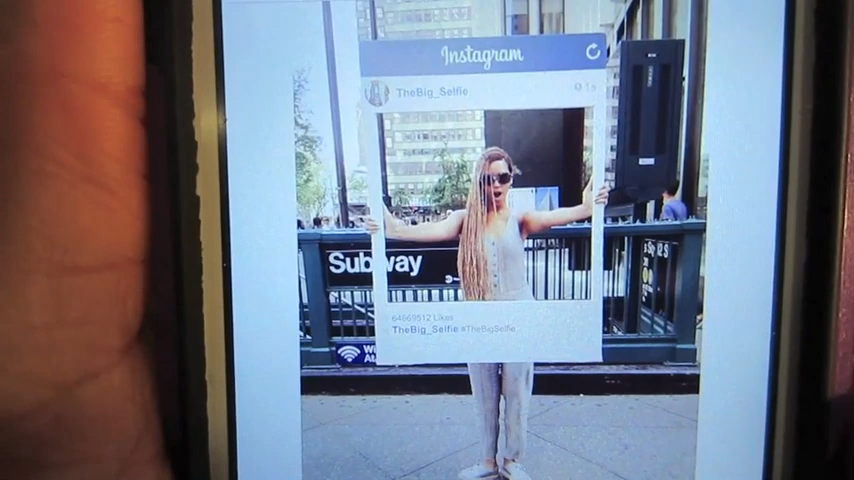 Instagram
TheBig_Selfie
Subway
64669512 Likes
TheBig_Selfie #TheBigSelfie